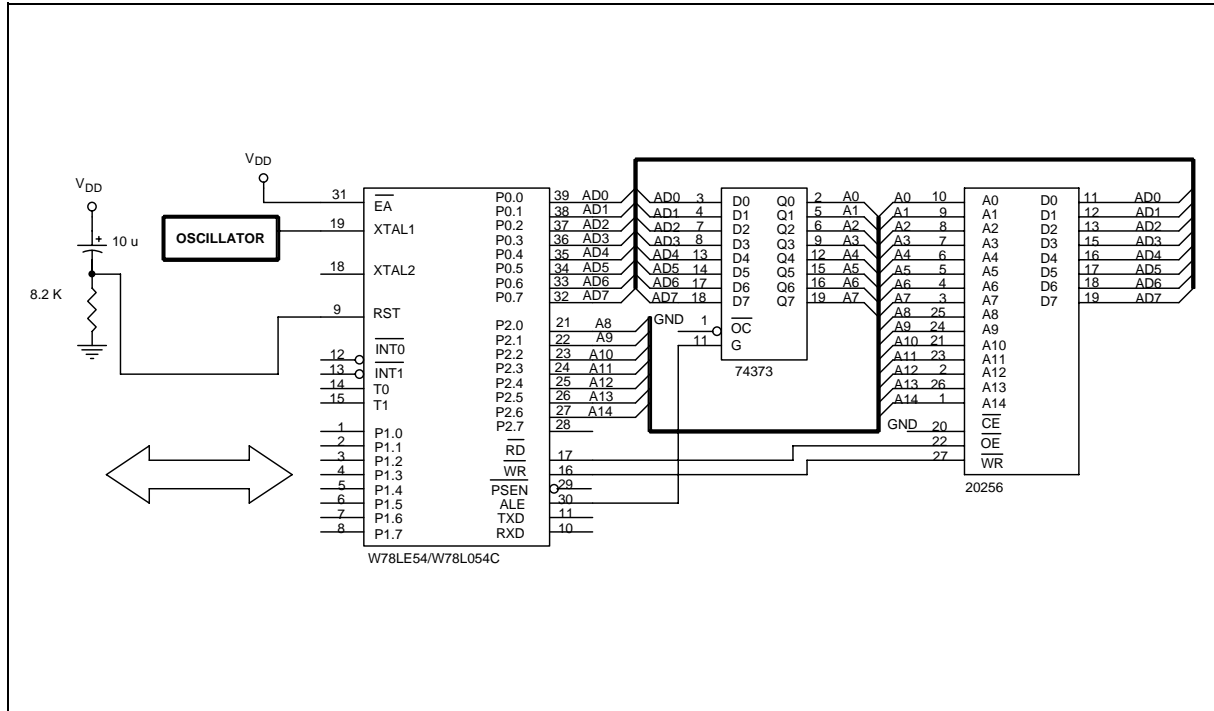 VDD
VDD
10 u
8.2 K
OSCILLATOR
31 EA
19 XTAL1
18 XTAL2
9 RST
12 INT0
13 INT1
14 T0
15 T1
1 P1.0
2 P1.1
3 P1.2
4 P1.3
5 P1.4
6 P1.5
7 P1.6
8 P1.7
P0.0 39 AD0
P0.1 38 AD1
P0.2 37 AD2
P0.3 36 AD3
P0.4 35 AD4
P0.5 34 AD5
P0.6 33 AD6
P0.7 32 AD7
P2.0 21 A8
P2.1 22 A9
P2.2 23 A10
P2.3 24 A11
P2.4 25 A12
P2.5 26 A13
P2.6 27 A14
P2.7 28
RD 17
WR 16
PSEN 29
ALE 30
TXD 11
RXD 10
W78LE54/W78L054C
AD0 3 D0 Q0 2 A0
AD1 4 D1 Q1 5 A1
AD2 7 D2 Q2 6 A2
AD3 8 D3 Q3 9 A3
AD4 13 D4 Q4 12 A4
AD5 14 D5 Q5 15 A5
AD6 17 D6 Q6 16 A6
AD7 18 D7 Q7 19 A7
GND 1 OC
11 G
74373
A0 10 A0 D0 11 AD0
A1 9 A1 D1 12 AD1
A2 8 A2 D2 13 AD2
A3 7 A3 D3 15 AD3
A4 6 A4 D4 16 AD4
A5 5 A5 D5 17 AD5
A6 4 A6 D6 18 AD6
A7 3 A7 D7 19 AD7
A8 25 A8
A9 24 A9
A10 21 A10
A11 23 A11
A12 2 A12
A13 26 A13
A14 1 A14
GND 20 CE
22 OE
27 WR
20256